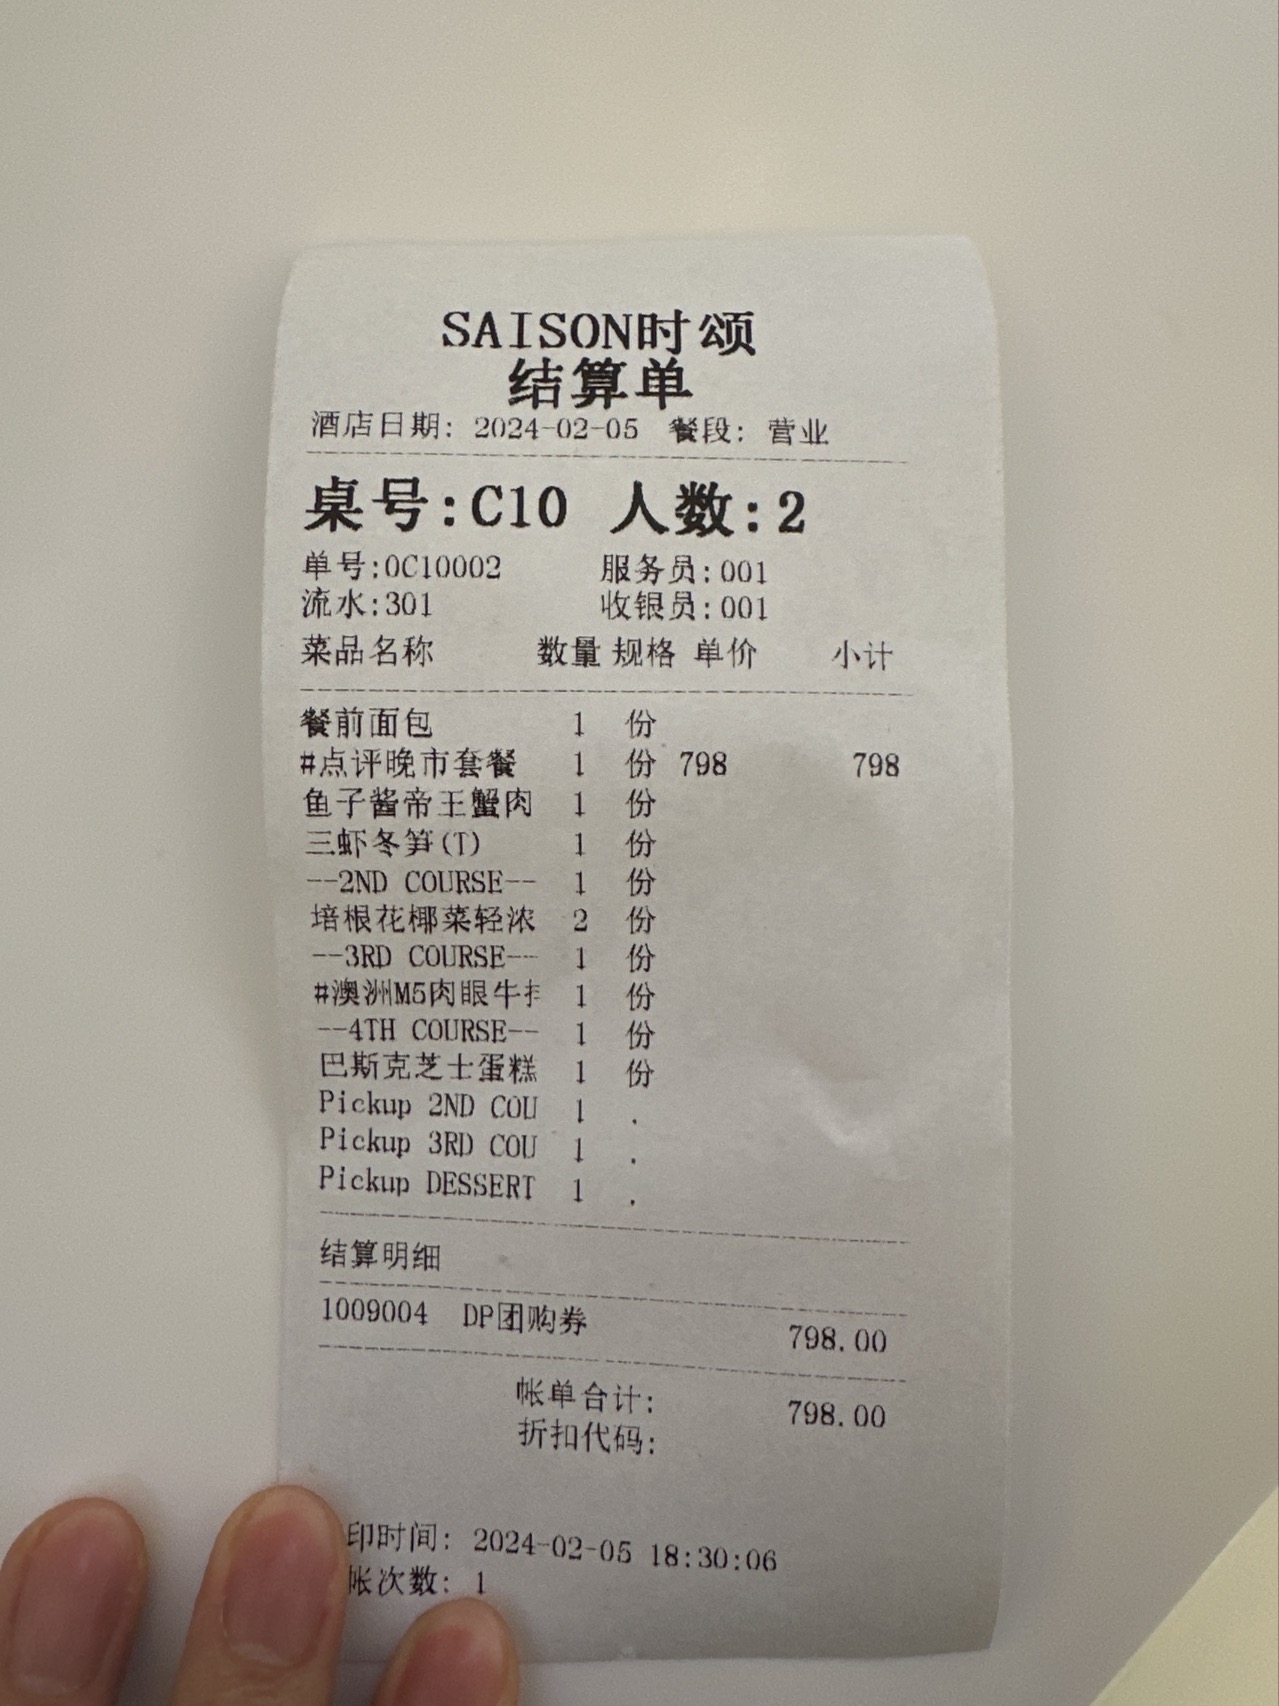 SAISON时颂
结算单
酒店日期: 2024-02-05 餐段: 营业
桌号:C10 人数:2
单号:0C10002 服务员:001
流水:301 收银员:001
菜品名称 数量 规格 单价 小计
餐前面包 1 份
#点评晚市套餐 1 份 798 798
鱼子酱帝王蟹肉 1 份
三虾冬笋(T) 1 份
--2ND COURSE-- 1 份
培根花椰菜轻浓 2 份
--3RD COURSE-- 1 份
#澳洲M5肉眼牛扌 1 份
--4TH COURSE-- 1 份
巴斯克芝士蛋糕 1 份
Pickup 2ND COU 1 .
Pickup 3RD COU 1 .
Pickup DESSERT 1 .
结算明细
1009004 DP团购券 798.00
帐单合计: 798.00
折扣代码:
印时间: 2024-02-05 18:30:06
帐次数: 1